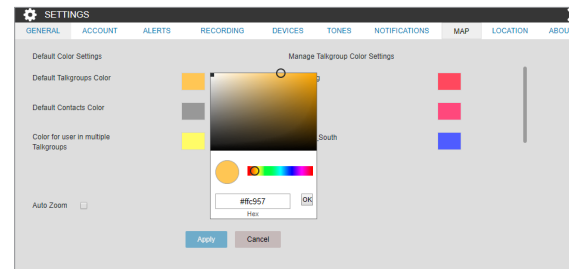 SETTINGS
GENERAL ACCOUNT ALERTS RECORDING DEVICES TONES NOTIFICATIONS MAP LOCATION ABOU
Default Color Settings
Manage Talkgroup Color Settings
Default Talkgroups Color
g
Default Contacts Color
Color for user in multiple
Talkgroups
South
#ffc957
OK
Hex
Auto Zoom
Apply
Cancel